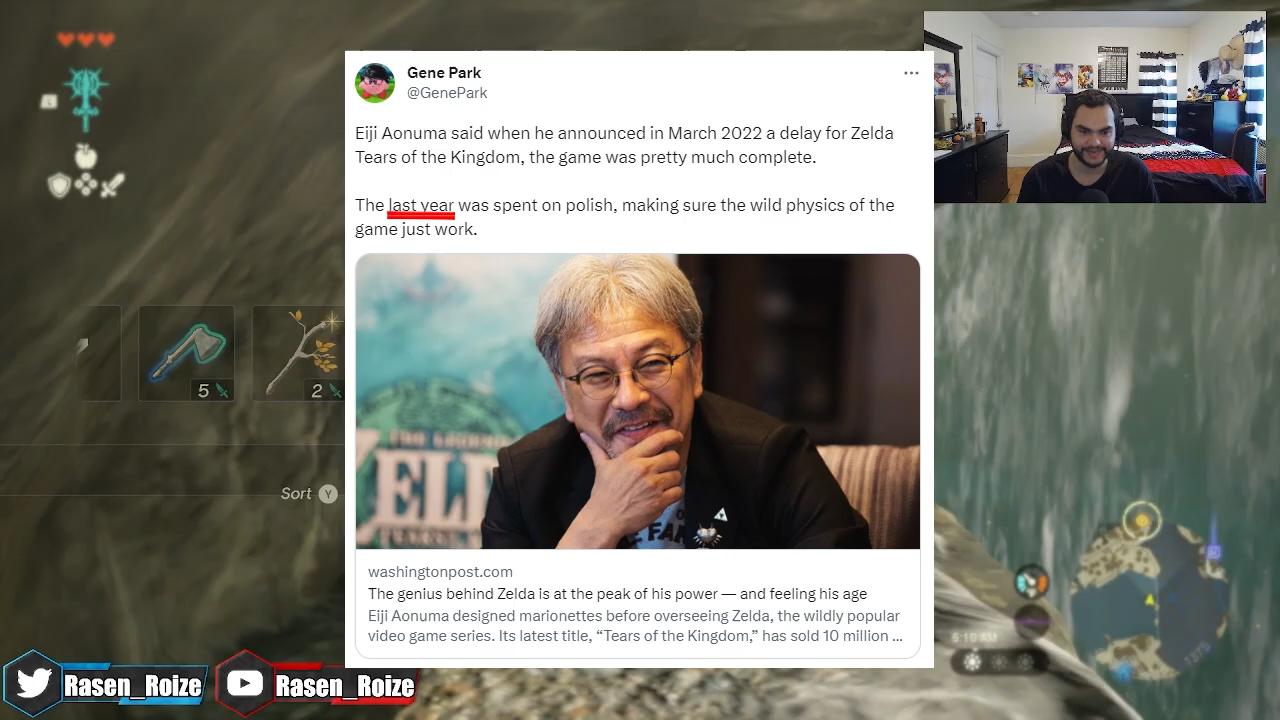 Gene Park
@GenePark
Eiji Aonuma said when he announced in March 2022 a delay for Zelda
Tears of the Kingdom, the game was pretty much complete.
The last year was spent on polish, making sure the wild physics of the
game just work.
THE LEGEND
ZEL
washingtonpost.com
The genius behind Zelda is at the peak of his power — and feeling his age
Eiji Aonuma designed marionettes before overseeing Zelda, the wildly popular
video game series. Its latest title, “Tears of the Kingdom,” has sold 10 million ...
5
2
Sort Y
Rasen_Roize
Rasen_Roize